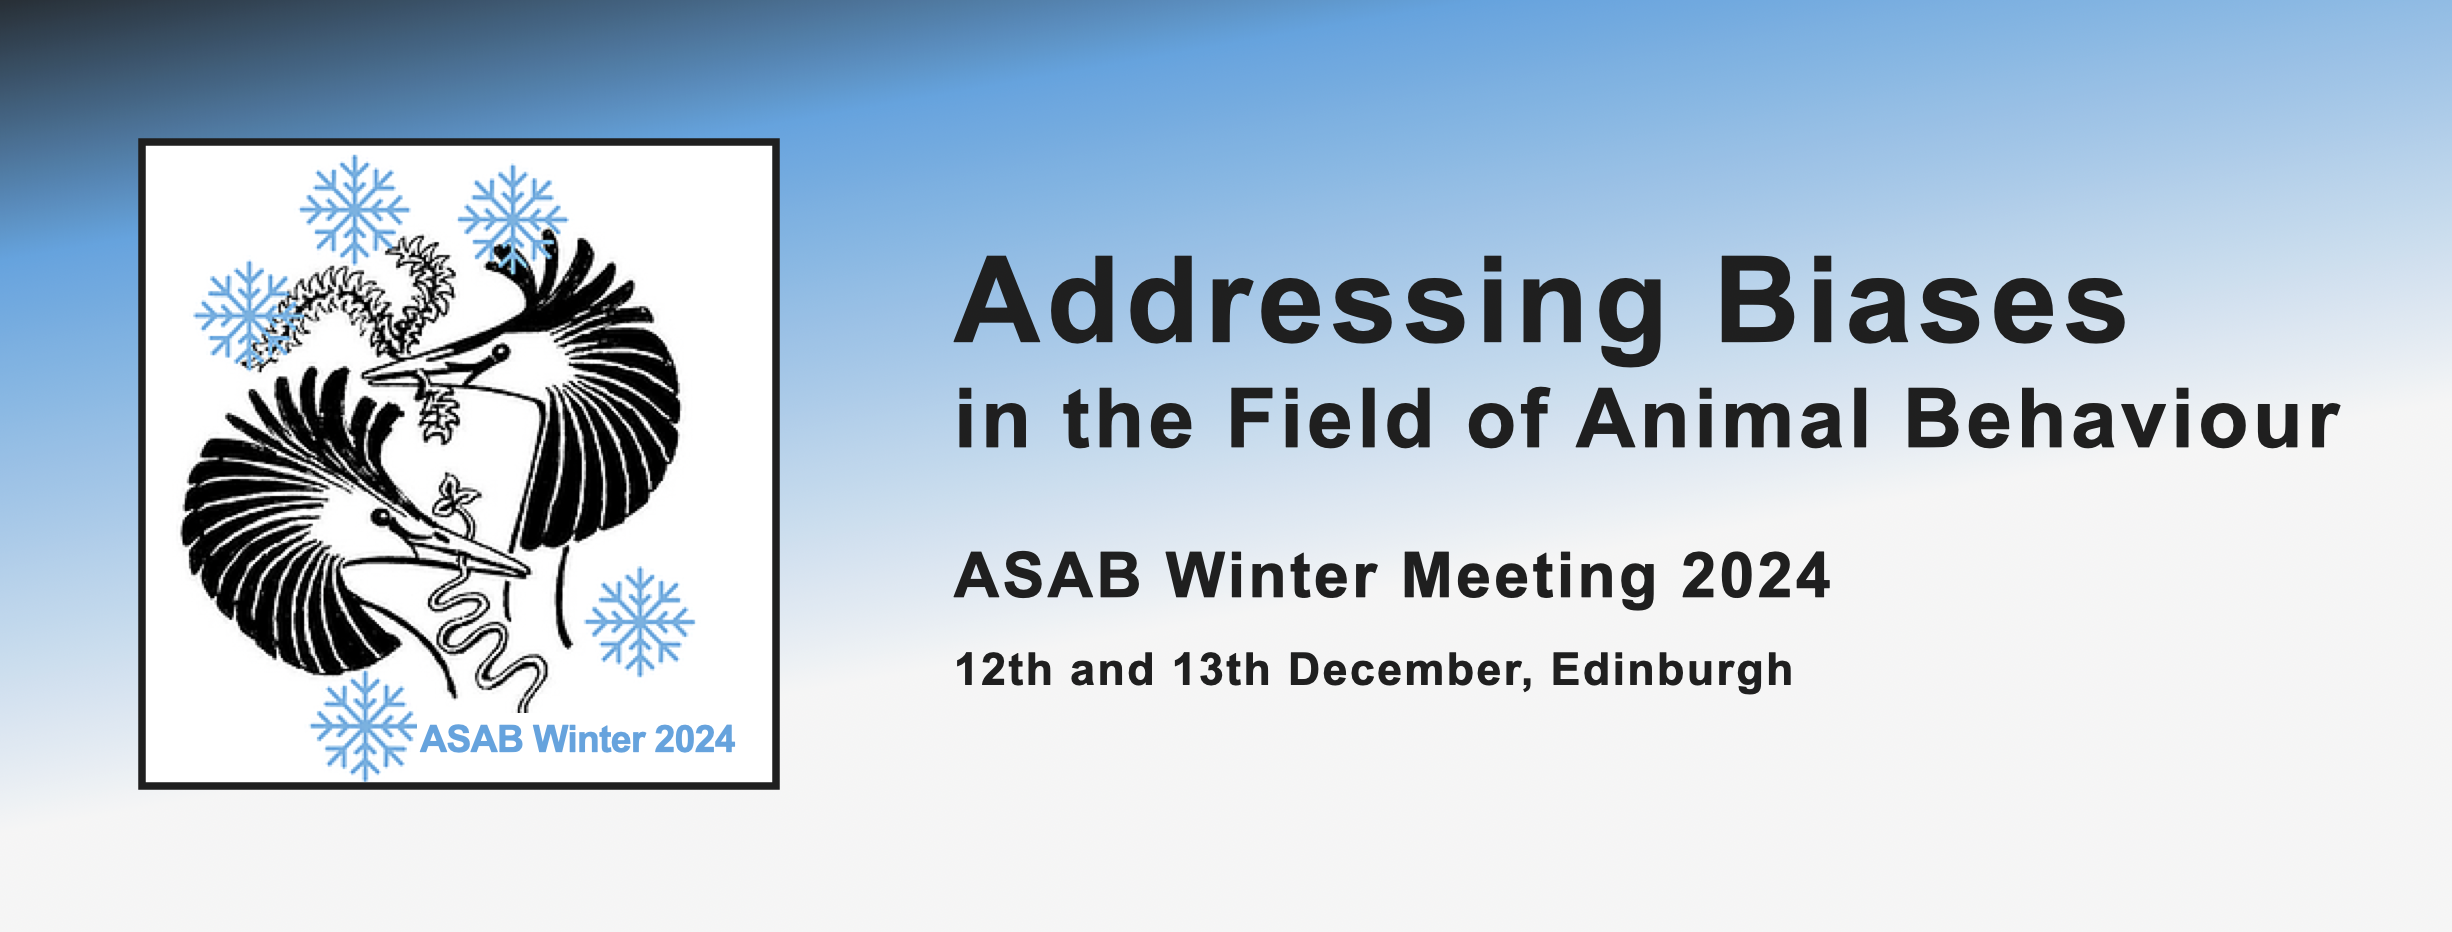 Addressing Biases
in the Field of Animal Behaviour
ASAB Winter Meeting 2024
12th and 13th December, Edinburgh
ASAB Winter 2024